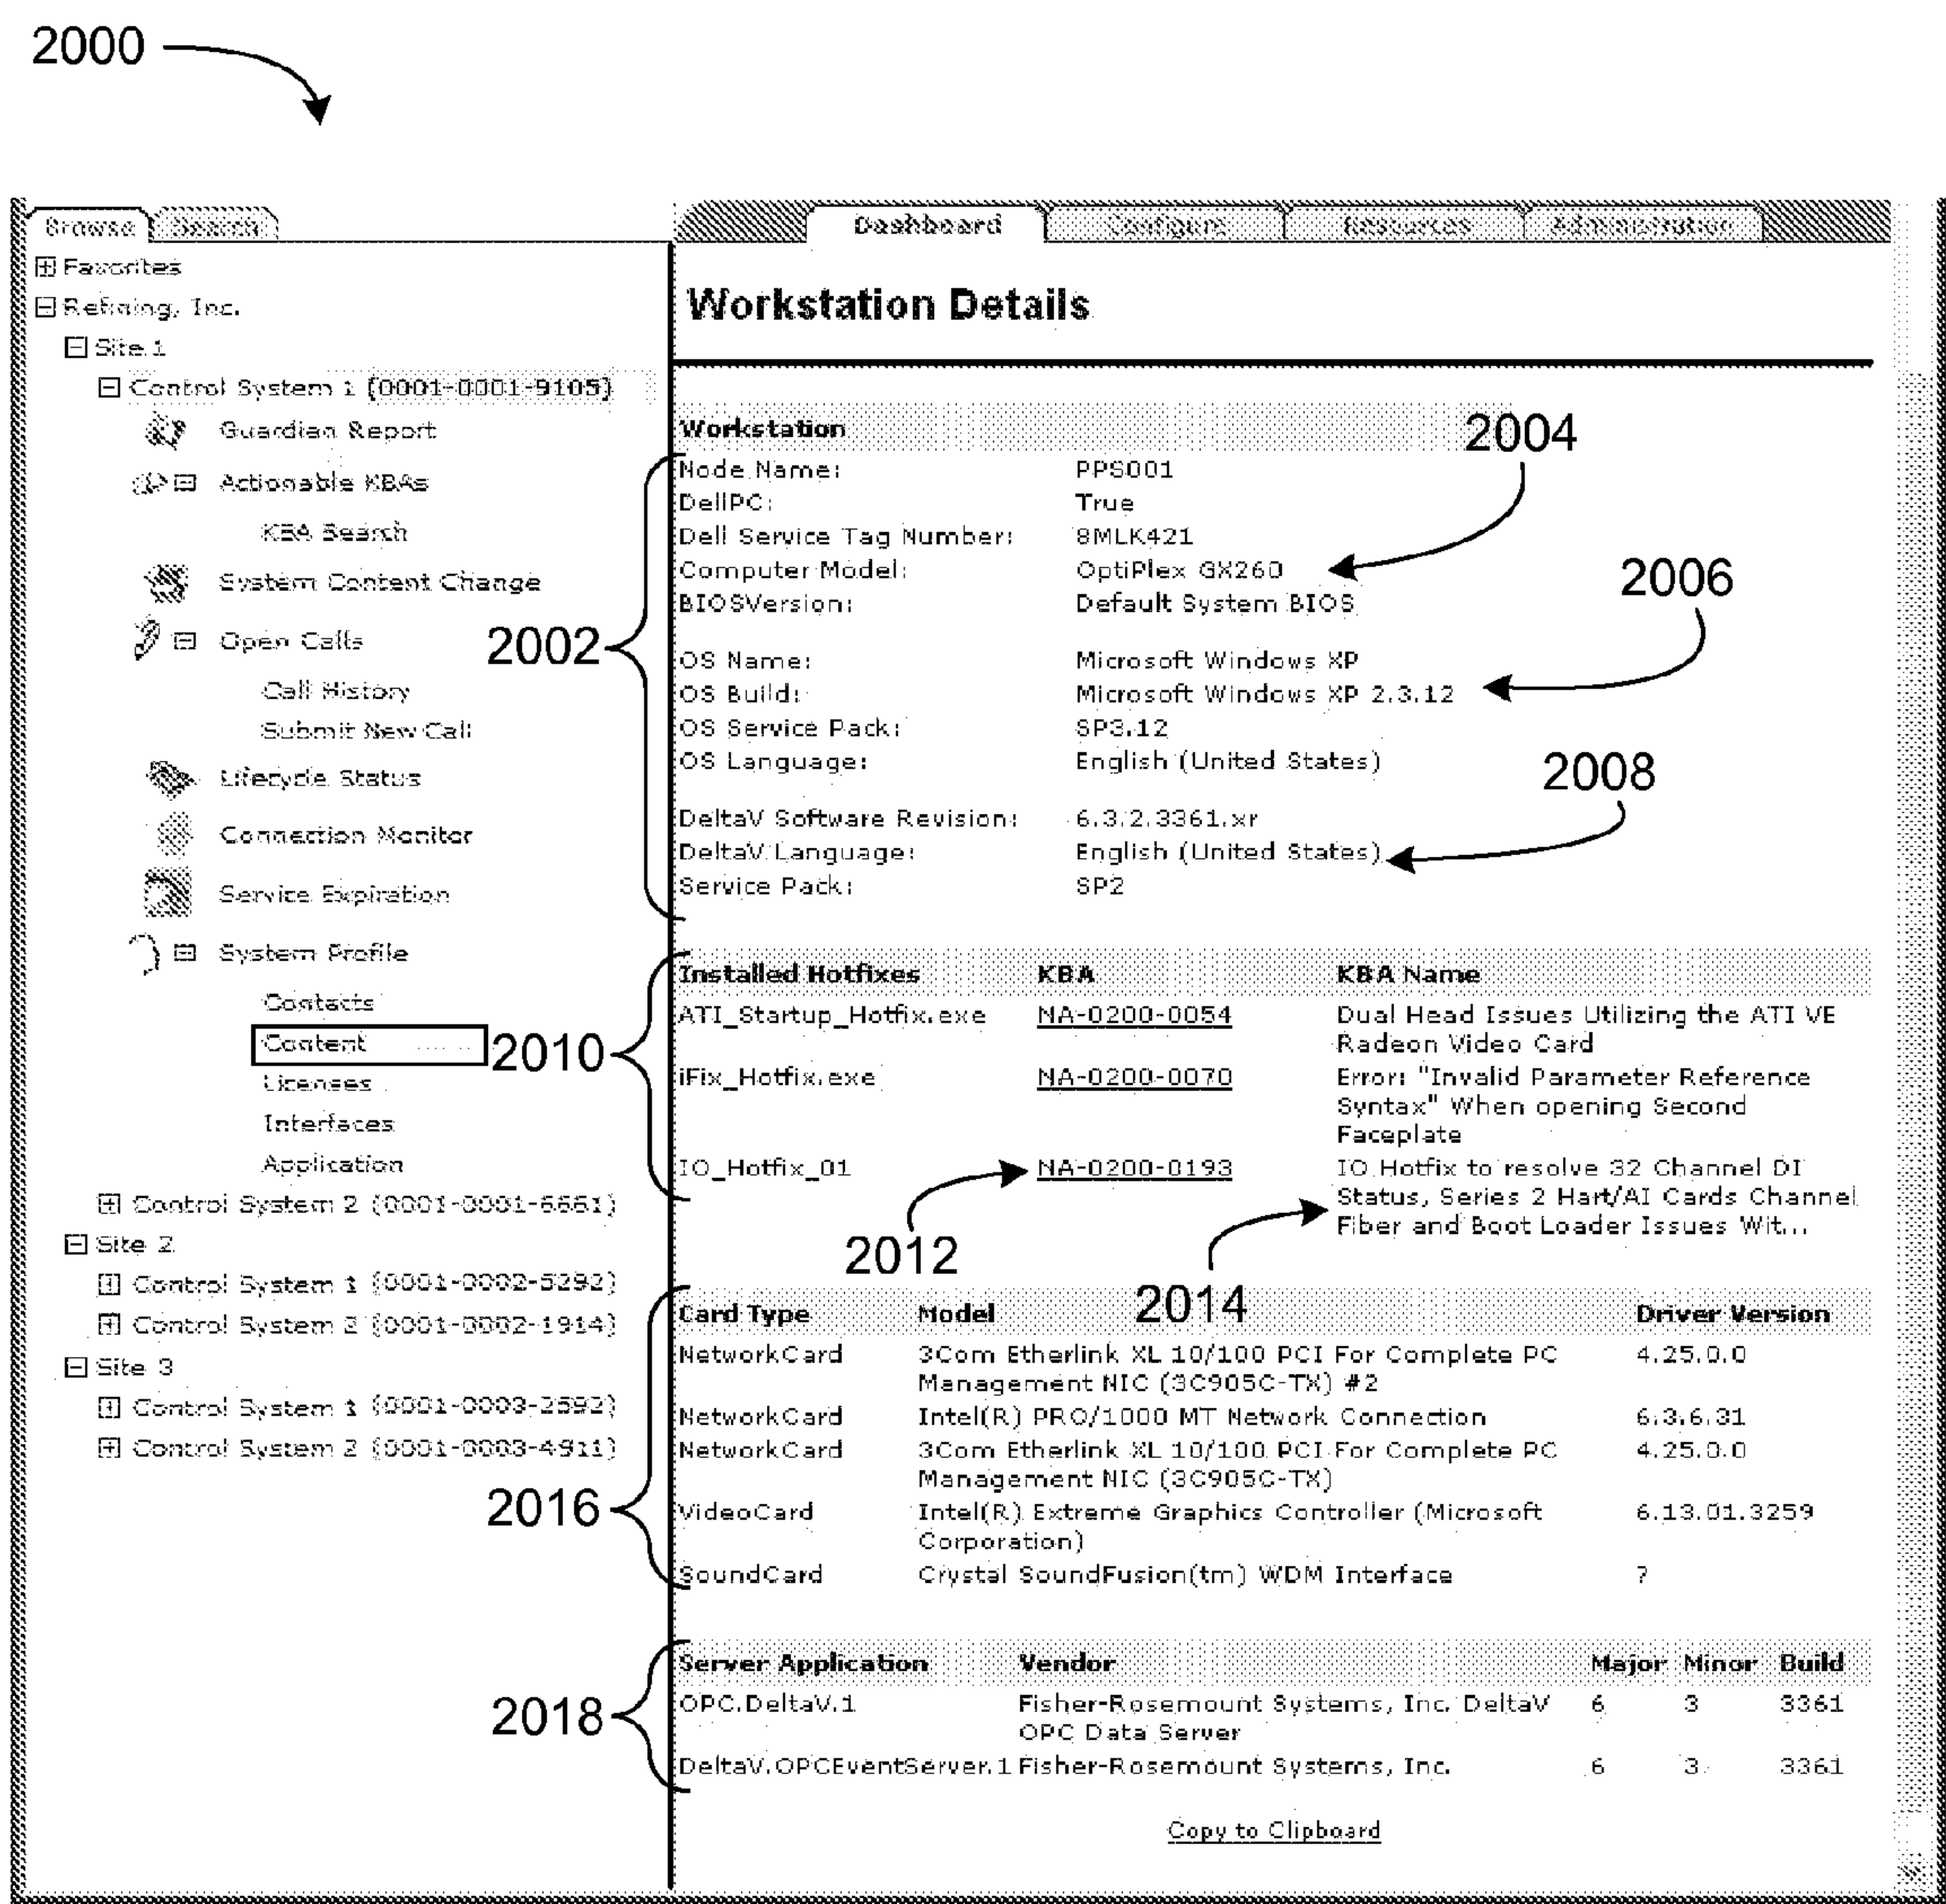 2000
Browse Search
Favorites
Refining, Inc.
Site 1
Control System 1 (0001-0001-9105)
Guardian Report
Actionable KBAs
KBA Search
System Content Change
Open Calls
Call History
Submit New Call
Lifecycle Status
Connection Monitor
Service Expiration
System Profile
Contacts
Content
Licenses
Interfaces
Application
Control System 2 (0001-0001-6661)
Site 2
Control System 1 (0001-0002-5292)
Control System 2 (0001-0002-1914)
Site 3
Control System 1 (0001-0003-2592)
Control System 2 (0001-0003-4911)
Dashboard Configure Resources Administration
Workstation Details
Workstation
2004
Node Name: PPS001
DellPC: True
Dell Service Tag Number: 8MLK421
Computer Model: OptiPlex GX260
2006
BIOSVersion: Default System BIOS
2002
OS Name: Microsoft Windows XP
OS Build: Microsoft Windows XP 2.3.12
OS Service Pack: SP3.12
OS Language: English (United States)
2008
DeltaV Software Revision: 6.3.2.3361.xr
DeltaV Language: English (United States)
Service Pack: SP2
Installed Hotfixes KBA KBA Name
ATI_Startup_Hotfix.exe NA-0200-0054 Dual Head Issues Utilizing the ATI VE
Radeon Video Card
2010
iFix_Hotfix.exe NA-0200-0070 Error: "Invalid Parameter Reference
Syntax" When opening Second
Faceplate
IO_Hotfix_01 NA-0200-0193 IO Hotfix to resolve 32 Channel DI
Status, Series 2 Hart/AI Cards Channel
Fiber and Boot Loader Issues Wit...
2012
2014
Card Type Model Driver Version
NetworkCard 3Com Etherlink XL 10/100 PCI For Complete PC 4.25.0.0
Management NIC (3C905C-TX) #2
NetworkCard Intel(R) PRO/1000 MT Network Connection 6.3.6.31
NetworkCard 3Com Etherlink XL 10/100 PCI For Complete PC 4.25.0.0
Management NIC (3C905C-TX)
2016
VideoCard Intel(R) Extreme Graphics Controller (Microsoft 6.13.01.3259
Corporation)
SoundCard Crystal SoundFusion(tm) WDM Interface ?
Server Application Vendor Major Minor Build
OPC.DeltaV.1 Fisher-Rosemount Systems, Inc. DeltaV 6 3 3361
OPC Data Server
2018
DeltaV.OPCEventServer.1 Fisher-Rosemount Systems, Inc. 6 3 3361
Copy to Clipboard